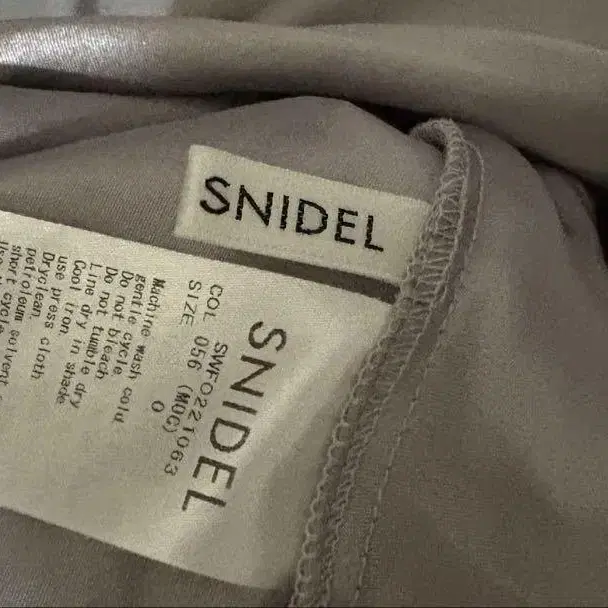 SNIDEL
SNIDEL
SWFO221063
COL 056 (MOC)
SIZE 0
Machine wash cold
gentle cycle
Do not bleach
Do not tumble dry
Line dry in shade
Cool iron
use press cloth
Dryclean,
petroleum solvent
short cycle